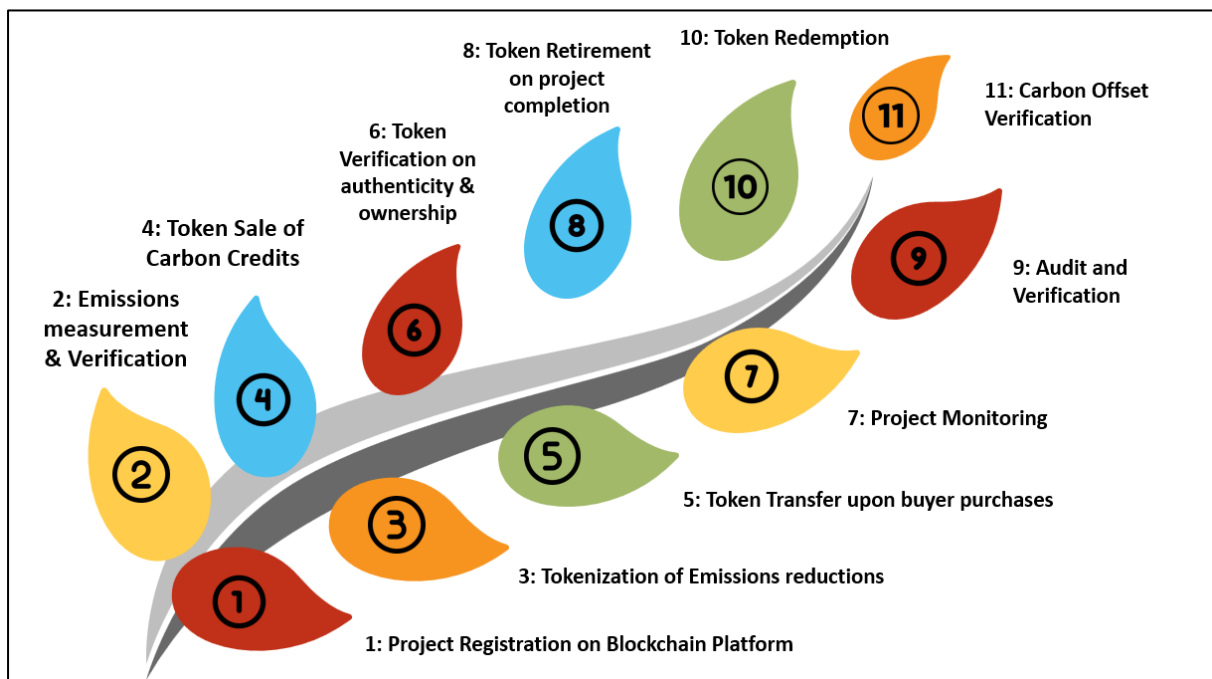 10: Token Redemption
8: Token Retirement
on project
completion
11: Carbon Offset
Verification
11
6: Token
Verification on
authenticity &
ownership
10
8
4: Token Sale of
Carbon Credits
9
9: Audit and
Verification
2: Emissions
measurement
& Verification
6
7
4
7: Project Monitoring
5
2
5: Token Transfer upon buyer purchases
3
3: Tokenization of Emissions reductions
1
1: Project Registration on Blockchain Platform